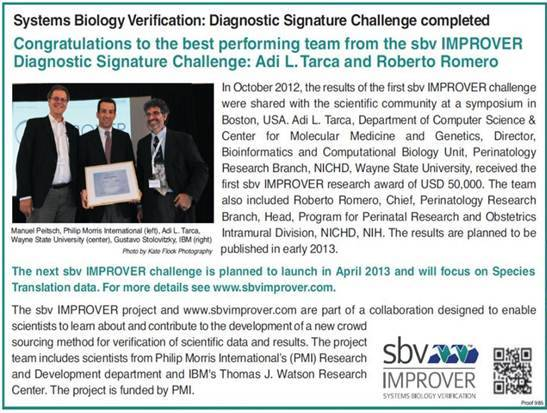 Systems Biology Verification: Diagnostic Signature Challenge completed
Congratulations to the best performing team from the sbv IMPROVER
Diagnostic Signature Challenge: Adi L. Tarca and Roberto Romero
In October 2012, the results of the first sbv IMPROVER challenge
were shared with the scientific community at a symposium in
Boston, USA. Adi L. Tarca, Department of Computer Science &
Center for Molecular Medicine and Genetics, Director,
Bioinformatics and Computational Biology Unit, Perinatology
Research Branch, NICHD, Wayne State University, received the
first sbv IMPROVER research award of USD 50,000. The team
also included Roberto Romero, Chief, Perinatology Research
Branch, Head, Program for Perinatal Research and Obstetrics
Intramural Division, NICHD, NIH. The results are planned to be
published in early 2013.
Manuel Peitsch, Philip Morris International (left), Adi L. Tarca,
Wayne State University (center), Gustavo Stolovitzky, IBM (right)
Photo by Kate Flock Photography
The next sbv IMPROVER challenge is planned to launch in April 2013 and will focus on Species
Translation data. For more details see www.sbvimprover.com.
The sbv IMPROVER project and www.sbvimprover.com are part of a collaboration designed to enable
scientists to learn about and contribute to the development of a new crowd
sourcing method for verification of scientific data and results. The project
team includes scientists from Philip Morris International's (PMI) Research
and Development department and IBM's Thomas J. Watson Research
Center. The project is funded by PMI.
sbv
IMPROVER
SYSTEMS BIOLOGY VERIFICATION